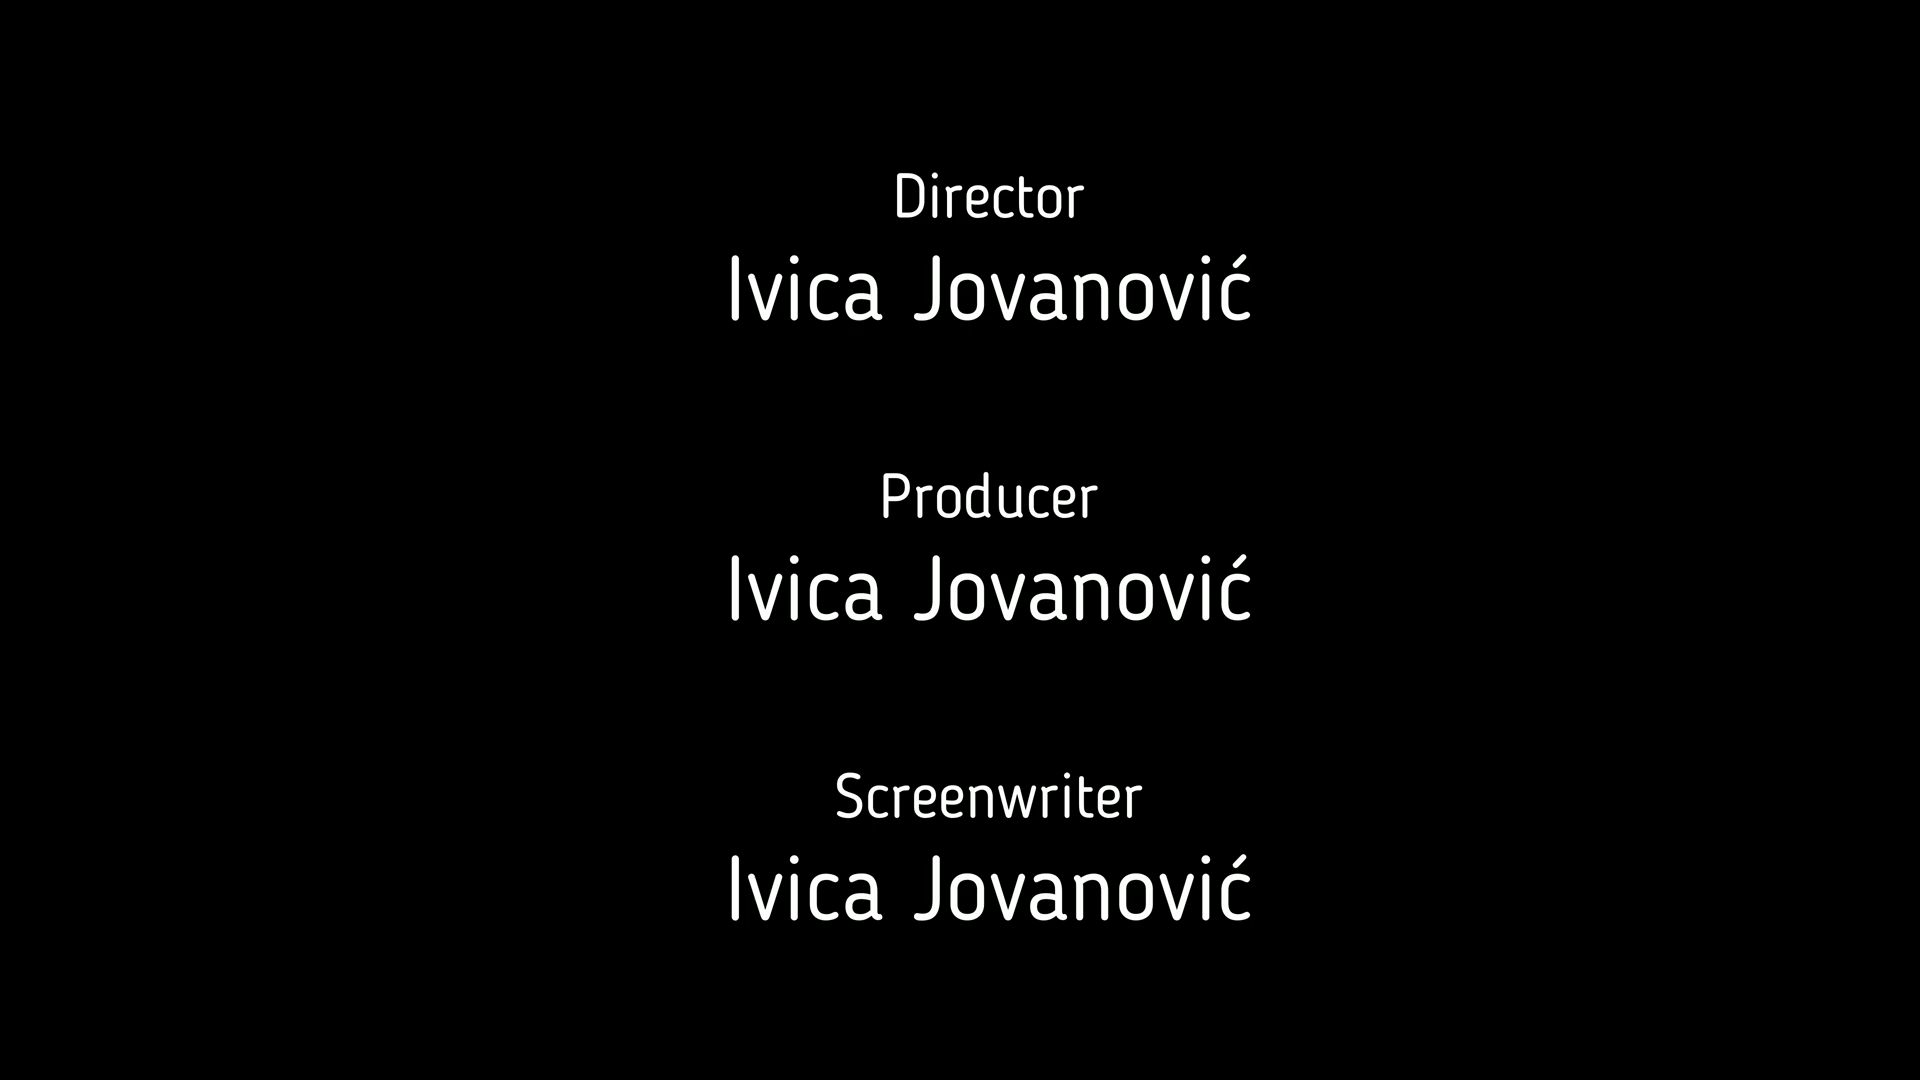 Director
Ivica Jovanović
Producer
Ivica Jovanović
Screenwriter
Ivica Jovanović